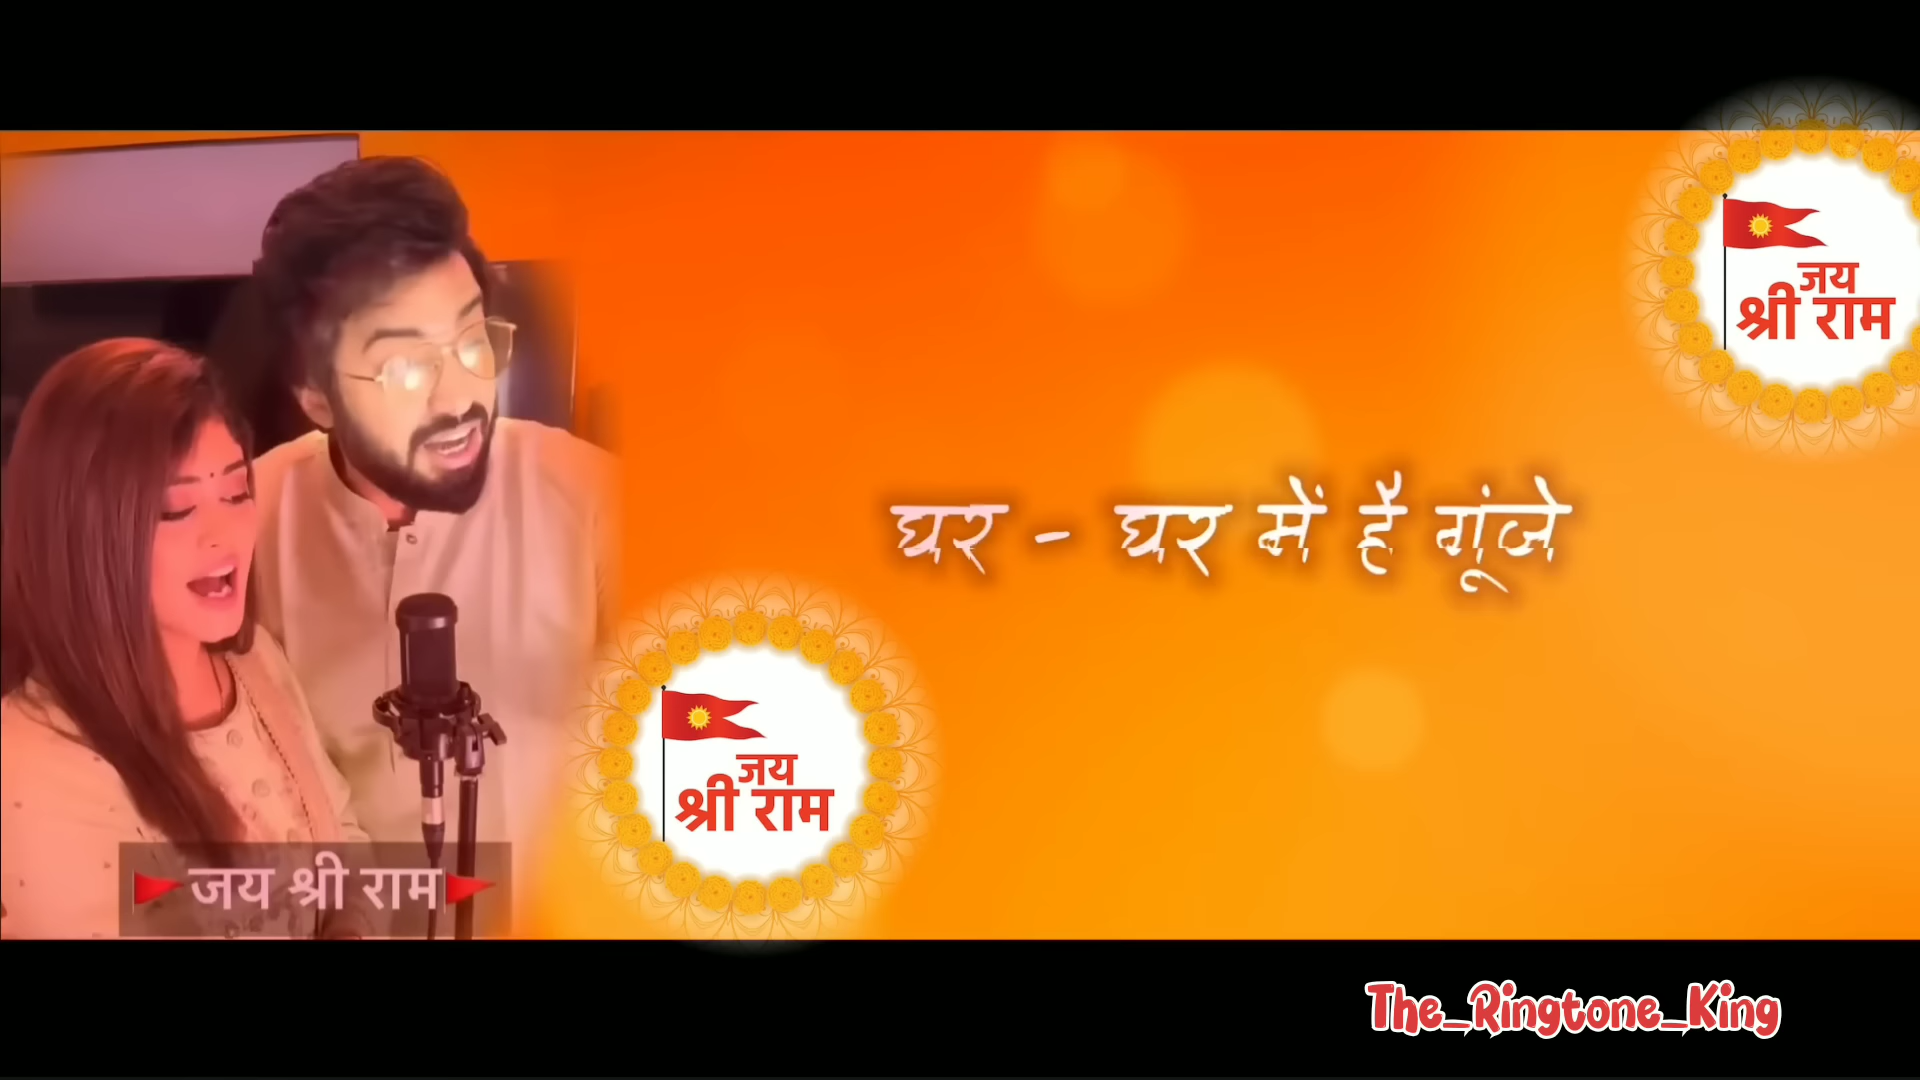 जय
श्री राम
घर - घर में है गूंजे
जय
श्री राम
जय श्री राम
The_Ringtone_King